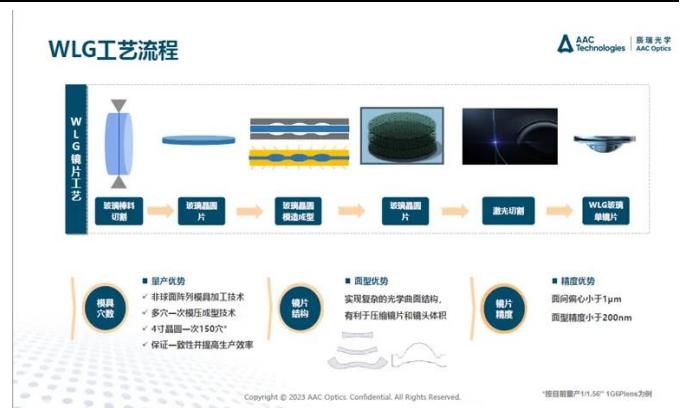 WLG工艺流程
AAC
Technologies
辰瑞光学
AAC Optics
WLG镜片工艺
玻璃棒料
切割
玻璃晶圆
片
玻璃晶圆
模造成型
玻璃晶圆
片
激光切割
WLG玻璃
单镜片
模具
穴数
■ 量产优势
✓ 非球面阵列模具加工技术
✓ 多穴一次模压成型技术
✓ 4寸晶圆一次150穴*
✓ 保证一致性并提高生产效率
镜片
结构
■ 面型优势
实现复杂的光学曲面结构，
有利于压缩镜片和镜头体积
镜片
精度
■ 精度优势
面间偏心小于1μm
面型精度小于200nm
Copyright © 2023 AAC Optics. Confidential. All Rights Reserved.
*按目前量产1/1.56" 1G6Plens为例